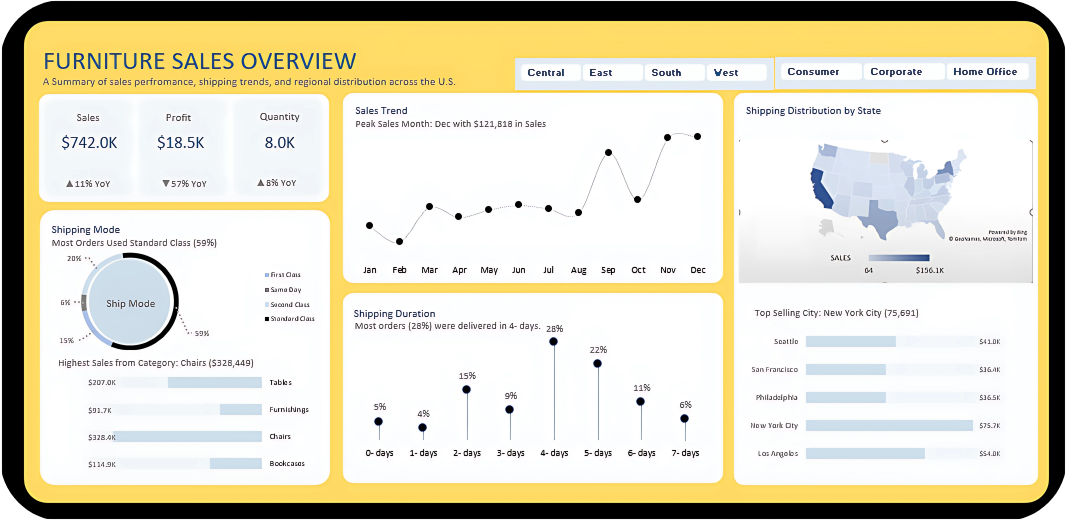 FURNITURE SALES OVERVIEW
A Summary of sales perfromance, shipping trends, and regional distribution across the U.S.
Central East South West
Consumer Corporate Home Office
Sales Profit Quantity
$742.0K $18.5K 8.0K
▲11% YoY ▼57% YoY ▲8% YoY
Shipping Mode
Most Orders Used Standard Class (59%)
20%
6%
15%
59%
Ship Mode
First Class
Same Day
Second Class
Standard Class
Highest Sales from Category: Chairs ($328,449)
$207.0K Tables
$91.7K Furnishings
$328.4K Chairs
$114.9K Bookcases
Sales Trend
Peak Sales Month: Dec with $121,818 in Sales
Jan Feb Mar Apr May Jun Jul Aug Sep Oct Nov Dec
Shipping Duration
Most orders (28%) were delivered in 4- days.
5% 4% 15% 9% 28% 22% 11% 6%
0- days 1- days 2- days 3- days 4- days 5- days 6- days 7- days
Shipping Distribution by State
Powered by Bing
© GeoNames, Microsoft, TomTom
SALES
64 $156.1K
Top Selling City: New York City (75,691)
Seattle $41.0K
San Francisco $36.4K
Philadelphia $36.5K
New York City $75.7K
Los Angeles $54.0K